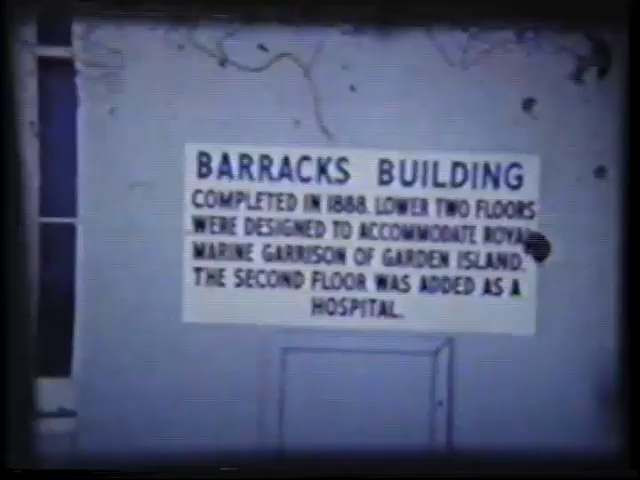 BARRACKS BUILDING
COMPLETED IN 1888. LOWER TWO FLOORS
WERE DESIGNED TO ACCOMMODATE ROYAL
MARINE GARRISON OF GARDEN ISLAND.
THE SECOND FLOOR WAS ADDED AS A
HOSPITAL.